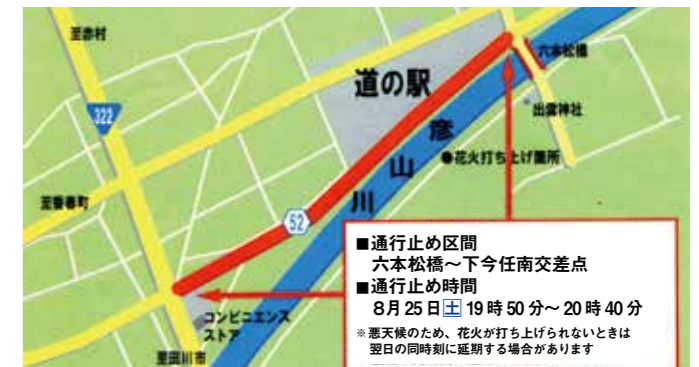 至赤村
六本松橋
道の駅
322
出雲神社
彦山川
●花火打ち上げ箇所
至香春町
52
■通行止め区間
六本松橋～下今任南交差点
■通行止め時間
8月25日土 19時50分～20時40分
※悪天候のため、花火が打ち上げられないときは
翌日の同時刻に延期する場合があります
コンビニエンス
ストア
至田川市